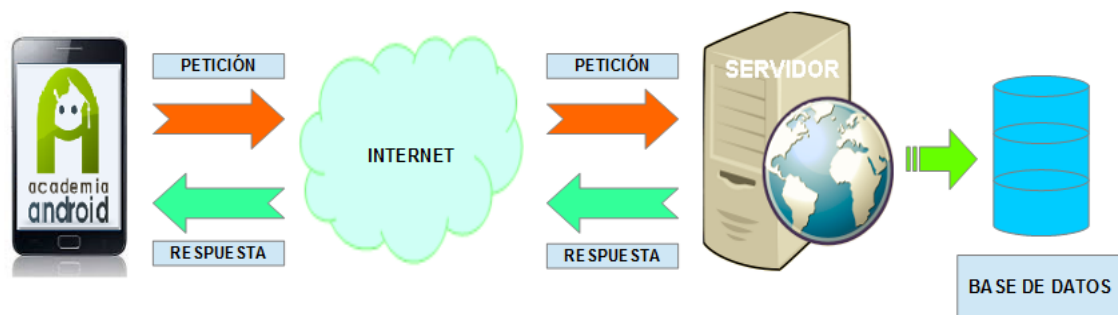 PETICIÓN
PETICIÓN
SERVIDOR
INTERNET
academia
android
RESPUESTA
RESPUESTA
BASE DE DATOS